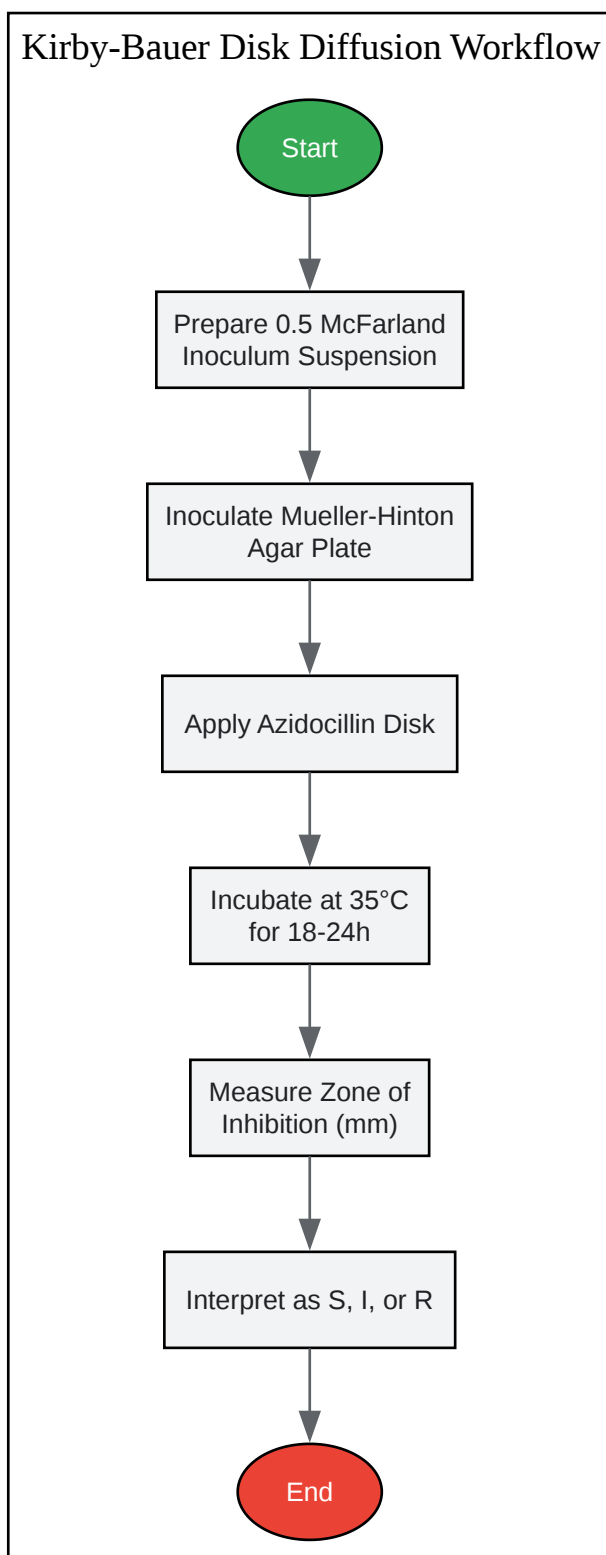 Kirby-Bauer Disk Diffusion Workflow
Start
Prepare 0.5 McFarland
Inoculum Suspension
Inoculate Mueller-Hinton
Agar Plate
Apply Azidocillin Disk
Incubate at 35°C
for 18-24h
Measure Zone of
Inhibition (mm)
Interpret as S, I, or R
End